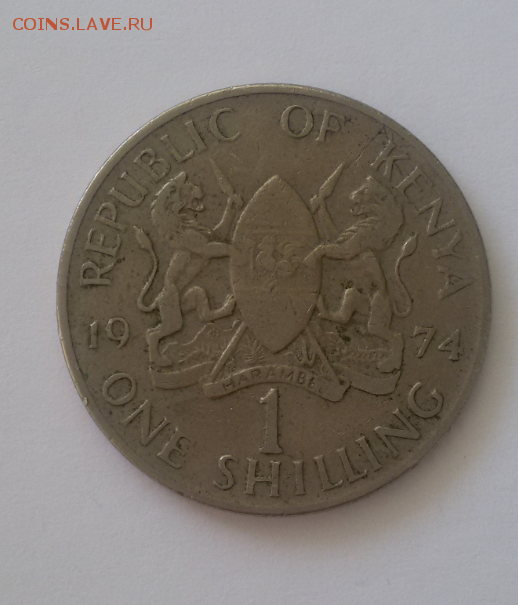 COINS.LAVE.RU
REPUBLIC OF KENYA
19 74
HARAMBEE
1
ONE SHILLING